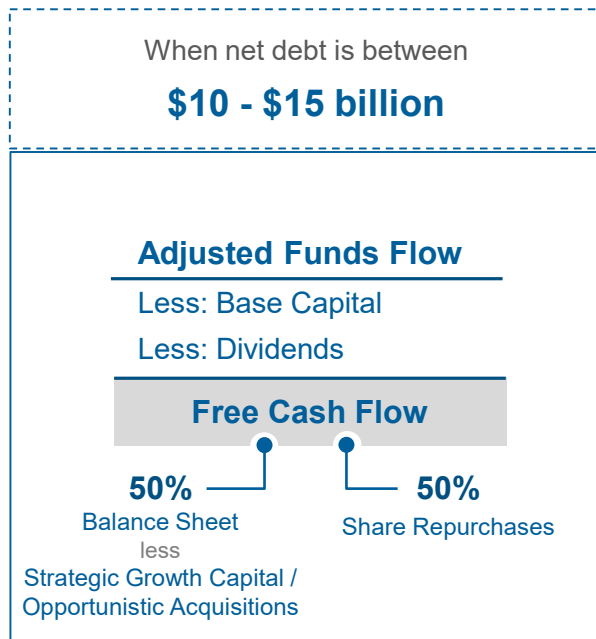 When net debt is between
$10 - $15 billion
Adjusted Funds Flow
Less: Base Capital
Less: Dividends
Free Cash Flow
50%
Balance Sheet
less
Strategic Growth Capital /
Opportunistic Acquisitions
50%
Share Repurchases